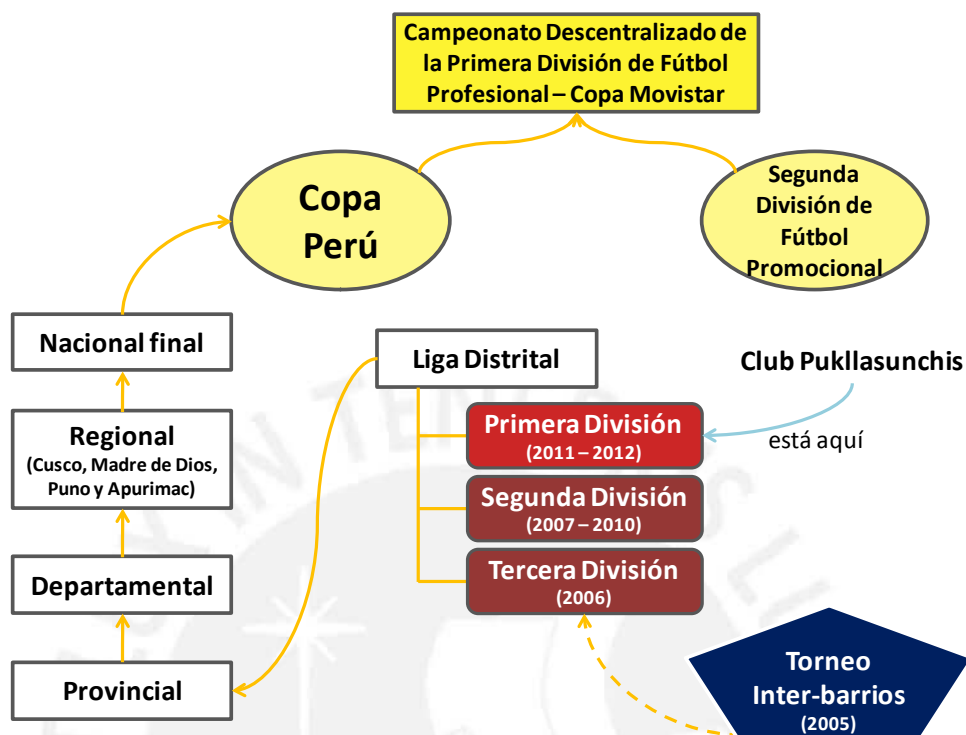 Campeonato Descentralizado de
la Primera División de Fútbol
Profesional – Copa Movistar
Copa
Perú
Segunda
División de
Fútbol
Promocional
Nacional final
Liga Distrital
Club Pukllasunchis
Regional
(Cusco, Madre de Dios,
Puno y Apurimac)
Primera División
(2011 – 2012)
está aquí
Segunda División
(2007 – 2010)
Departamental
Tercera División
(2006)
Provincial
Torneo
Inter-barrios
(2005)